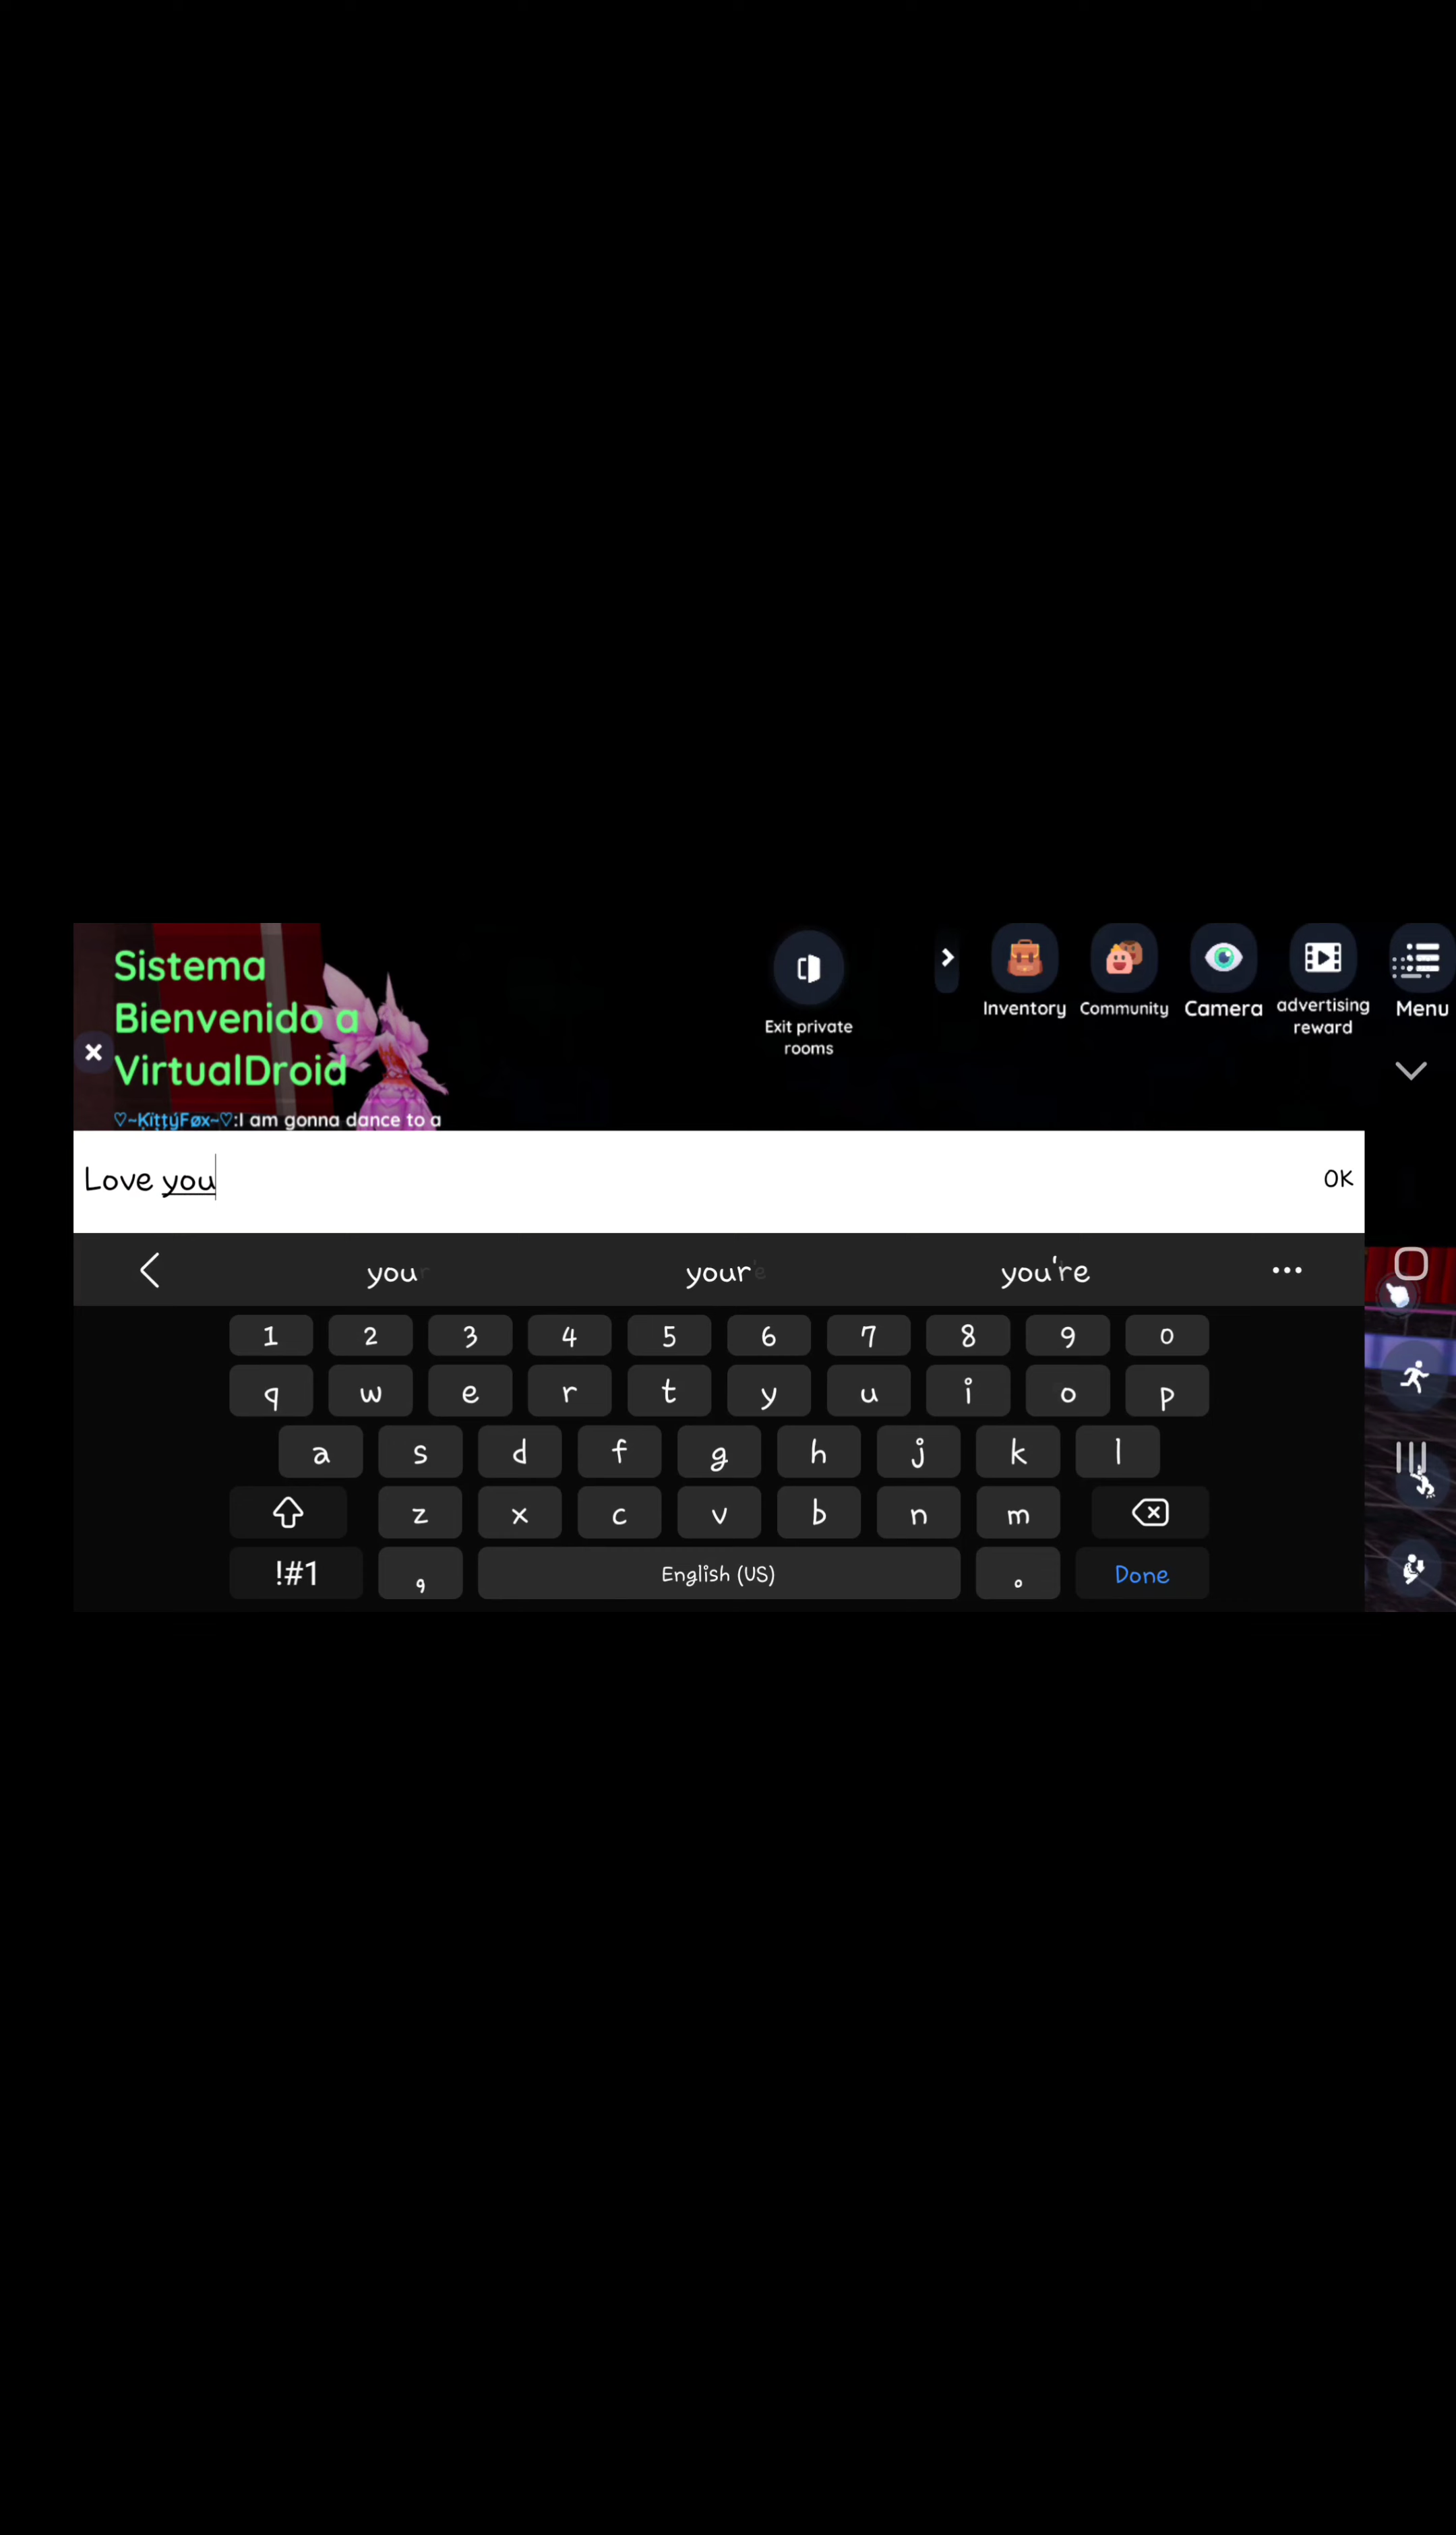 Sistema
Bienvenido a
VirtualDroid
♡~ĶïţţýFøx~♡:I am gonna dance to a
Exit private
rooms
Inventory
Community
Camera
advertising
reward
Menu
Love you
OK
you your you're
1 2 3 4 5 6 7 8 9 0
q w e r t y u i o p
a s d f g h j k l
z x c v b n m
!#1 , English (US) . Done